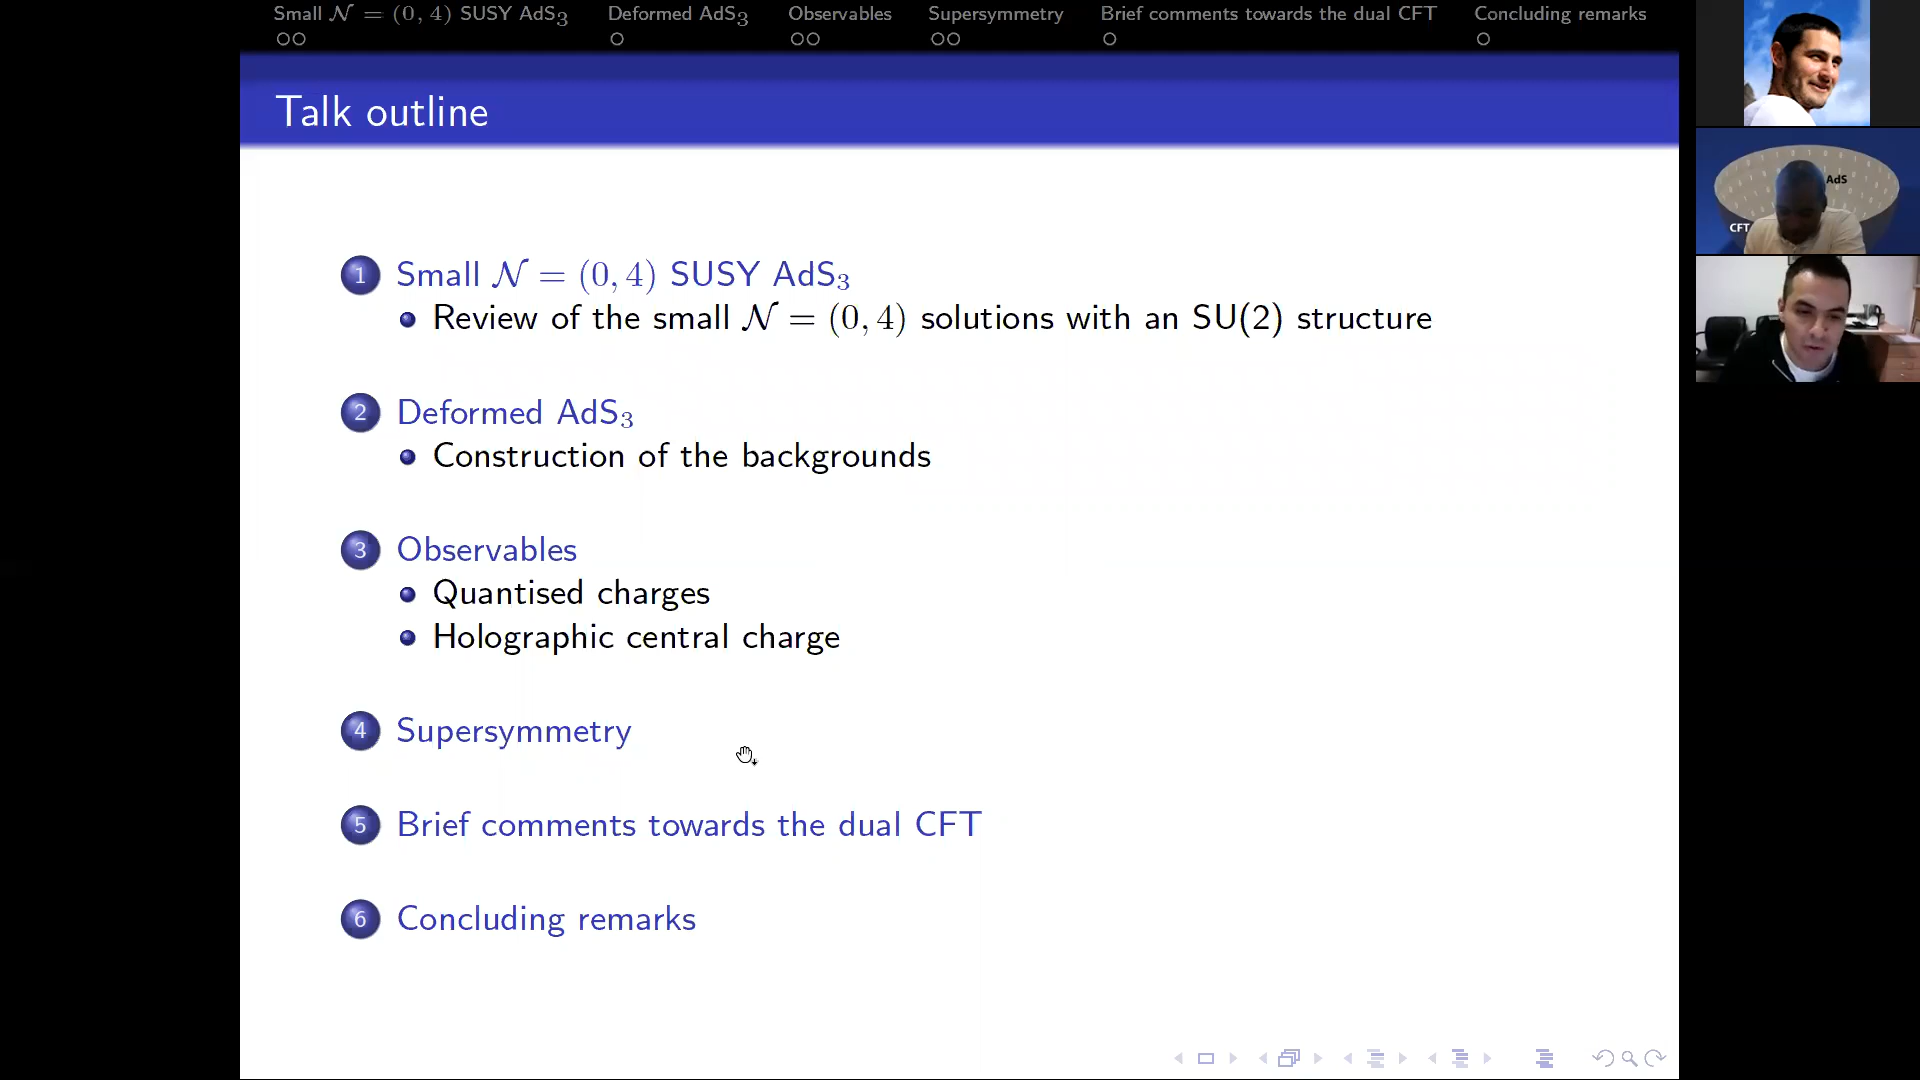 Small 𝒩 = (0, 4) SUSY AdS₃ Deformed AdS₃ Observables Supersymmetry Brief comments towards the dual CFT Concluding remarks
Talk outline
1 Small 𝒩 = (0, 4) SUSY AdS₃
Review of the small 𝒩 = (0, 4) solutions with an SU(2) structure
2 Deformed AdS₃
Construction of the backgrounds
3 Observables
Quantised charges
Holographic central charge
4 Supersymmetry
5 Brief comments towards the dual CFT
6 Concluding remarks
AdS
CFT